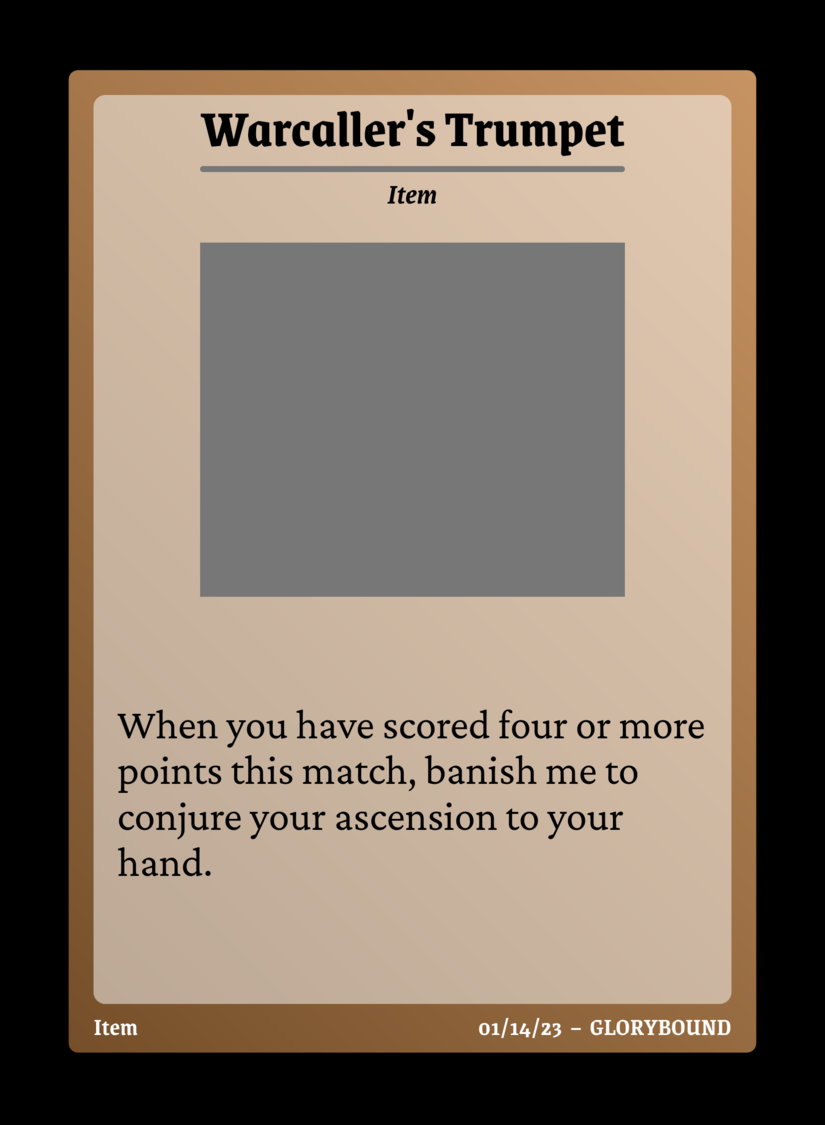 Warcaller's Trumpet
Item
When you have scored four or more
points this match, banish me to
conjure your ascension to your
hand.
Item
01/14/23 – GLORYBOUND